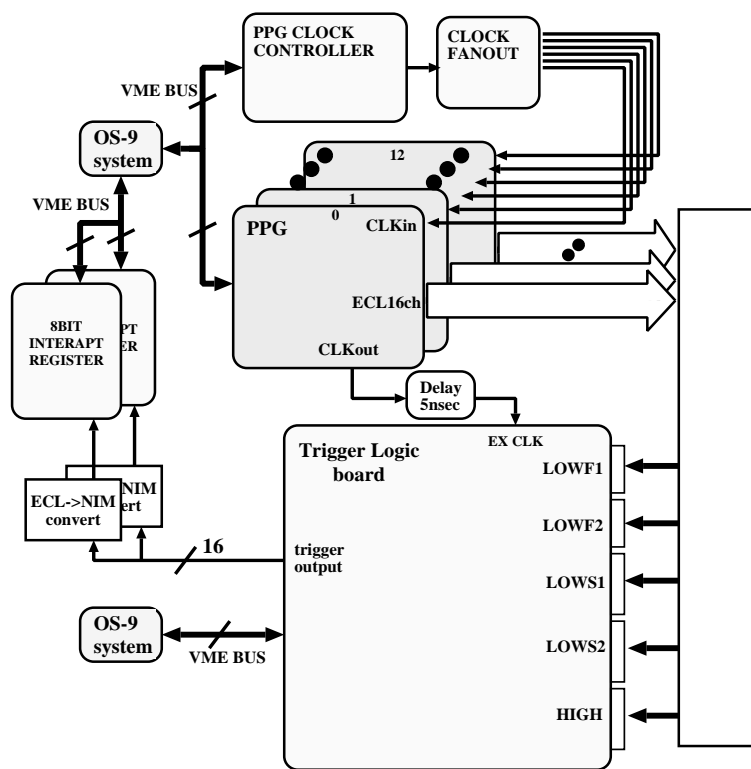 PPG CLOCK
CONTROLLER
CLOCK
FANOUT
VME BUS
OS-9
system
VME BUS
12
1
0
PPG
CLKin
ECL16ch
CLKout
8BIT
INTERAPT
REGISTER
PT
ER
Delay
5nsec
EX CLK
Trigger Logic
board
LOWF1
LOWF2
LOWS1
LOWS2
HIGH
ECL->NIM
convert
NIM
ert
16
trigger
output
OS-9
system
VME BUS